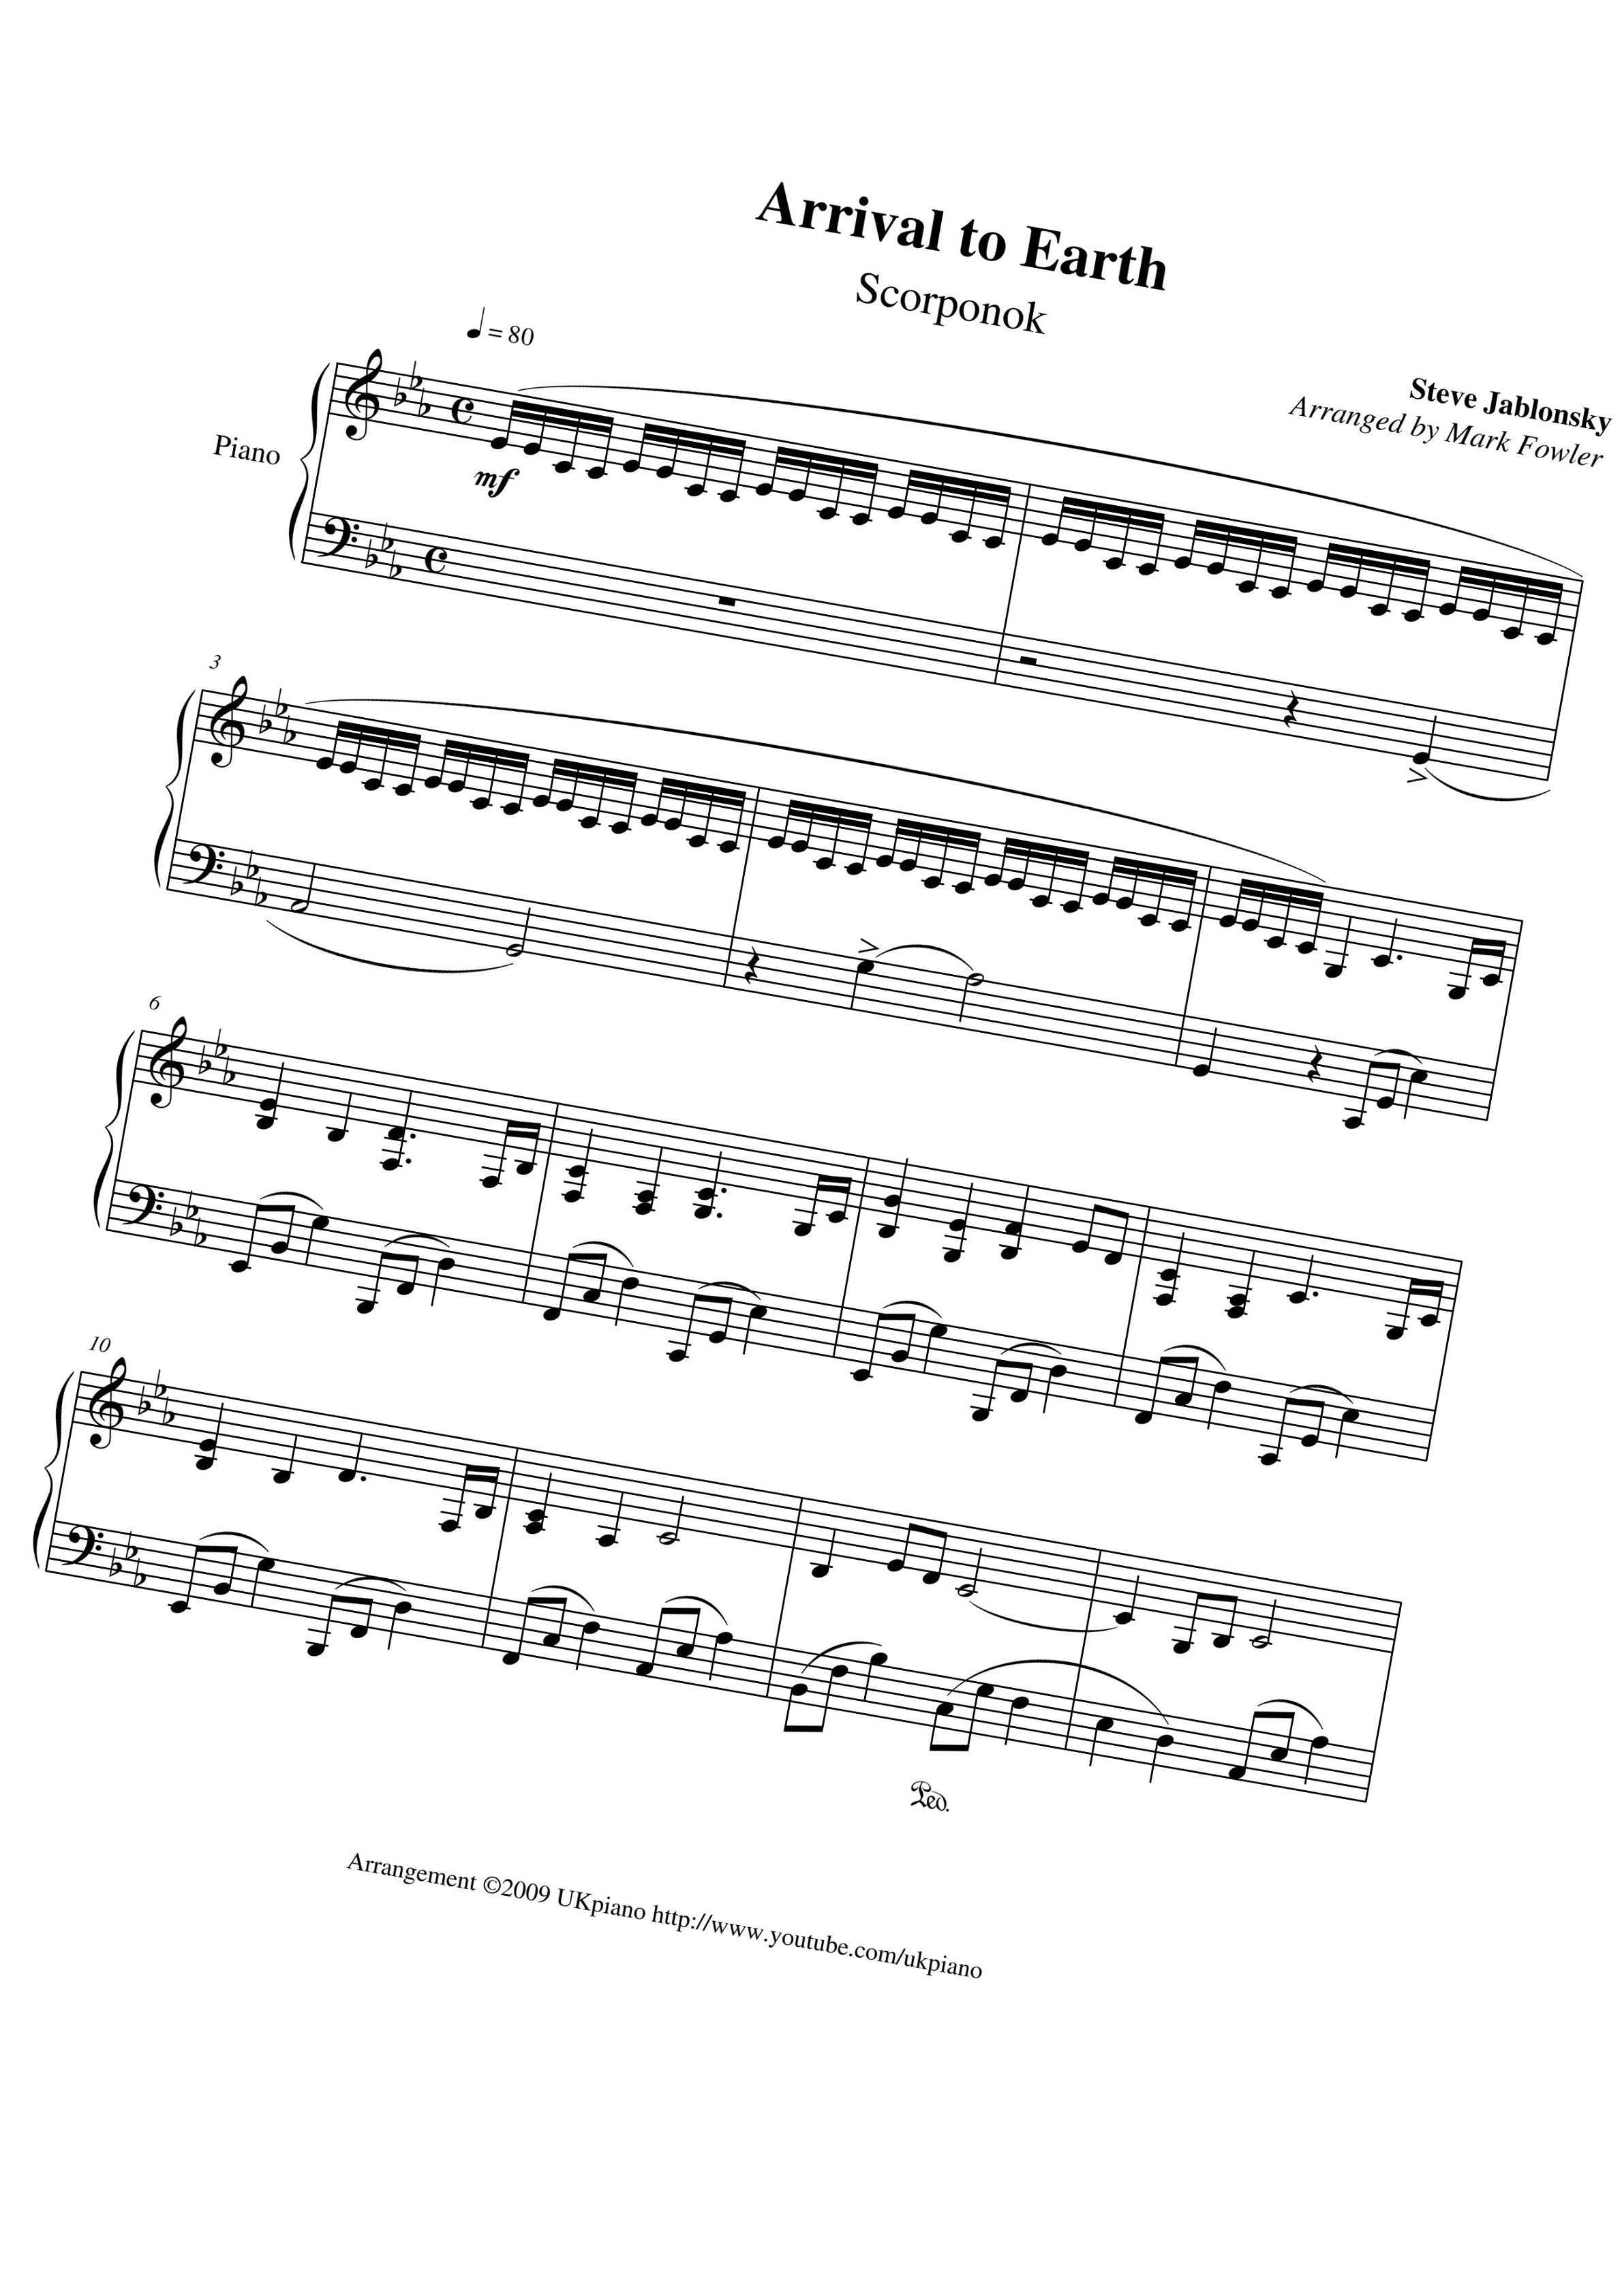 Arrival to Earth
Scorponok
♩ = 80
Steve Jablonsky
Arranged by Mark Fowler
Piano
mf
3
6
10
Ped.
Arrangement ©2009 UKpiano http://www.youtube.com/ukpiano